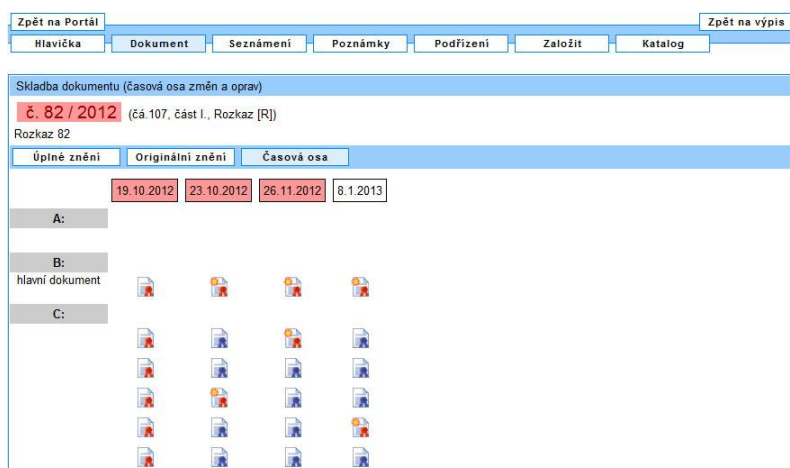 Zpět na Portál
Zpět na výpis
Hlavička Dokument Seznámení Poznámky Podřízení Založit Katalog
Skladba dokumentu (časová osa změn a oprav)
č. 82 / 2012 (čá.107, část I., Rozkaz [R])
Rozkaz 82
Úplné znění Originální znění Časová osa
19.10.2012 23.10.2012 26.11.2012 8.1.2013
A:
B:
hlavní dokument
C: